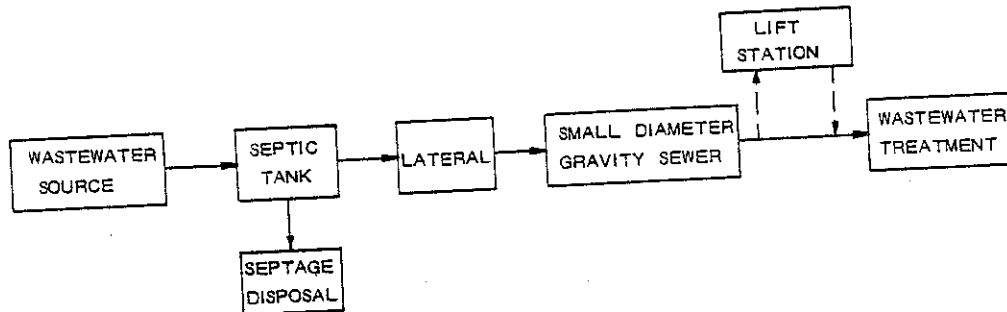 WASTEWATER
SOURCE
SEPTIC
TANK
SEPTAGE
DISPOSAL
LATERAL
SMALL DIAMETER
GRAVITY SEWER
LIFT
STATION
WASTEWATER
TREATMENT